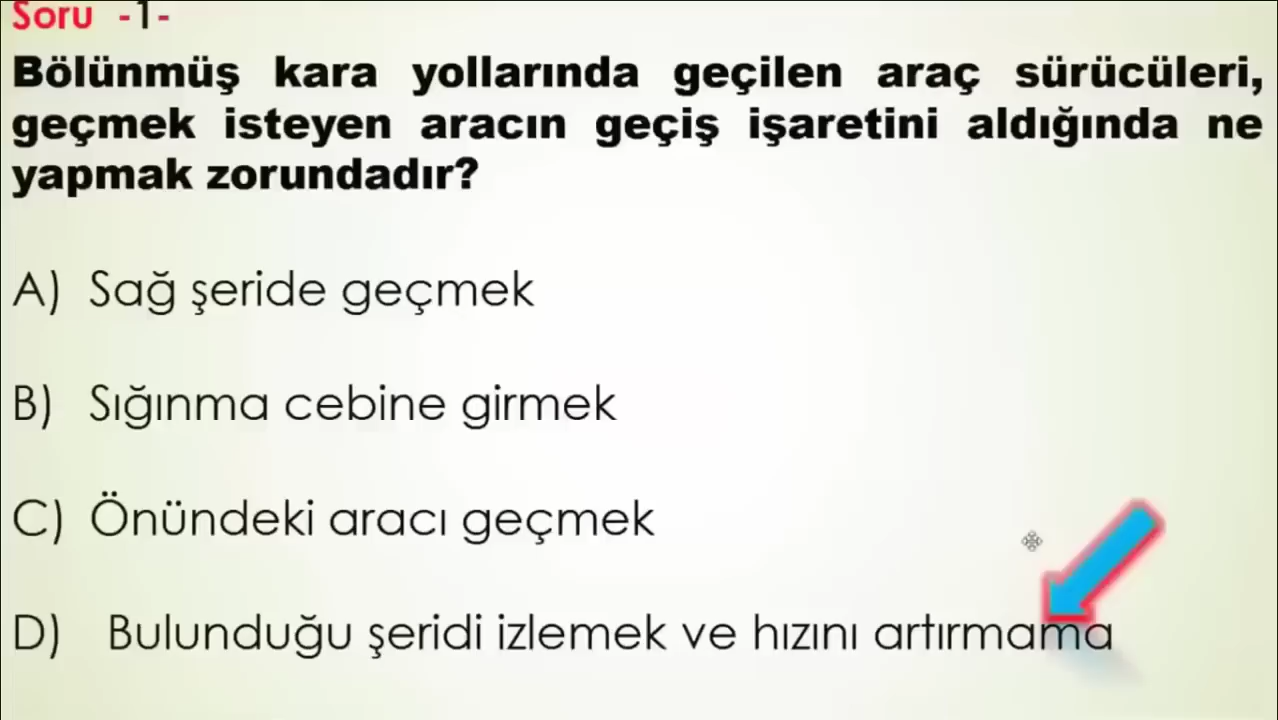 Soru -1-
Bölünmüş kara yollarında geçilen araç sürücüleri,
geçmek isteyen aracın geçiş işaretini aldığında ne
yapmak zorundadır?
A) Sağ şeride geçmek
B) Sığınma cebine girmek
C) Önündeki aracı geçmek
D) Bulunduğu şeridi izlemek ve hızını artırmama